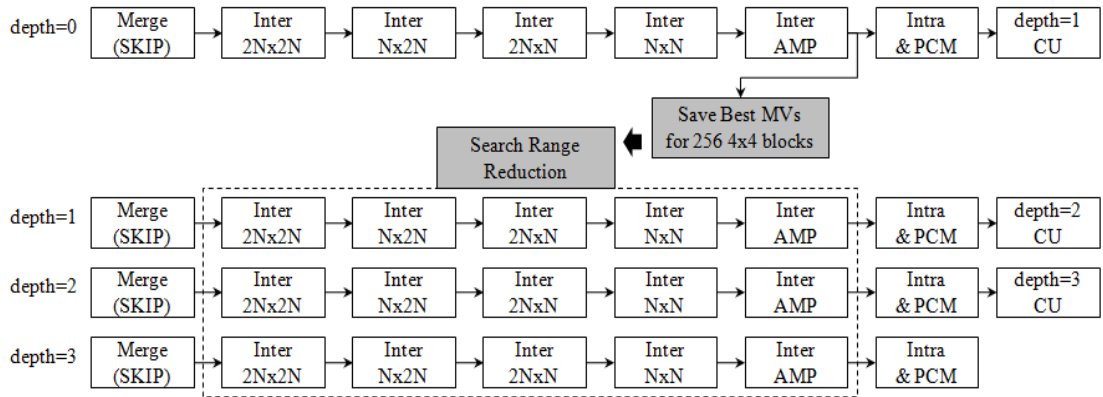 depth=0
Merge
(SKIP)
Inter
2Nx2N
Inter
Nx2N
Inter
2NxN
Inter
NxN
Inter
AMP
Intra
& PCM
depth=1
CU
Save Best MVs
for 256 4x4 blocks
Search Range
Reduction
depth=1
Merge
(SKIP)
Inter
2Nx2N
Inter
Nx2N
Inter
2NxN
Inter
NxN
Inter
AMP
Intra
& PCM
depth=2
CU
depth=2
Merge
(SKIP)
Inter
2Nx2N
Inter
Nx2N
Inter
2NxN
Inter
NxN
Inter
AMP
Intra
& PCM
depth=3
CU
depth=3
Merge
(SKIP)
Inter
2Nx2N
Inter
Nx2N
Inter
2NxN
Inter
NxN
Inter
AMP
Intra
& PCM